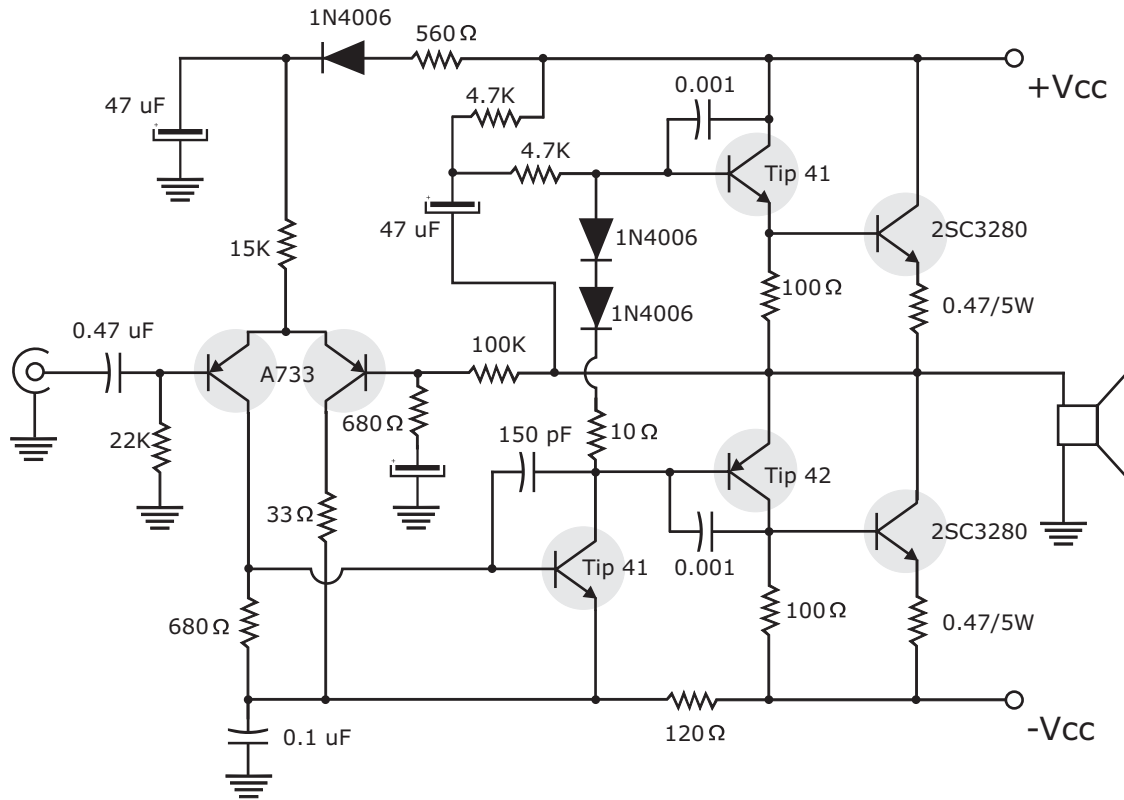 1N4006
560Ω
+Vcc
47 uF
4.7K
0.001
4.7K
Tip 41
47 uF
1N4006
2SC3280
15K
100Ω
1N4006
0.47/5W
0.47 uF
100K
A733
680Ω
22K
10Ω
150 pF
Tip 42
33Ω
2SC3280
Tip 41
0.001
680Ω
100Ω
0.47/5W
0.1 uF
120Ω
-Vcc